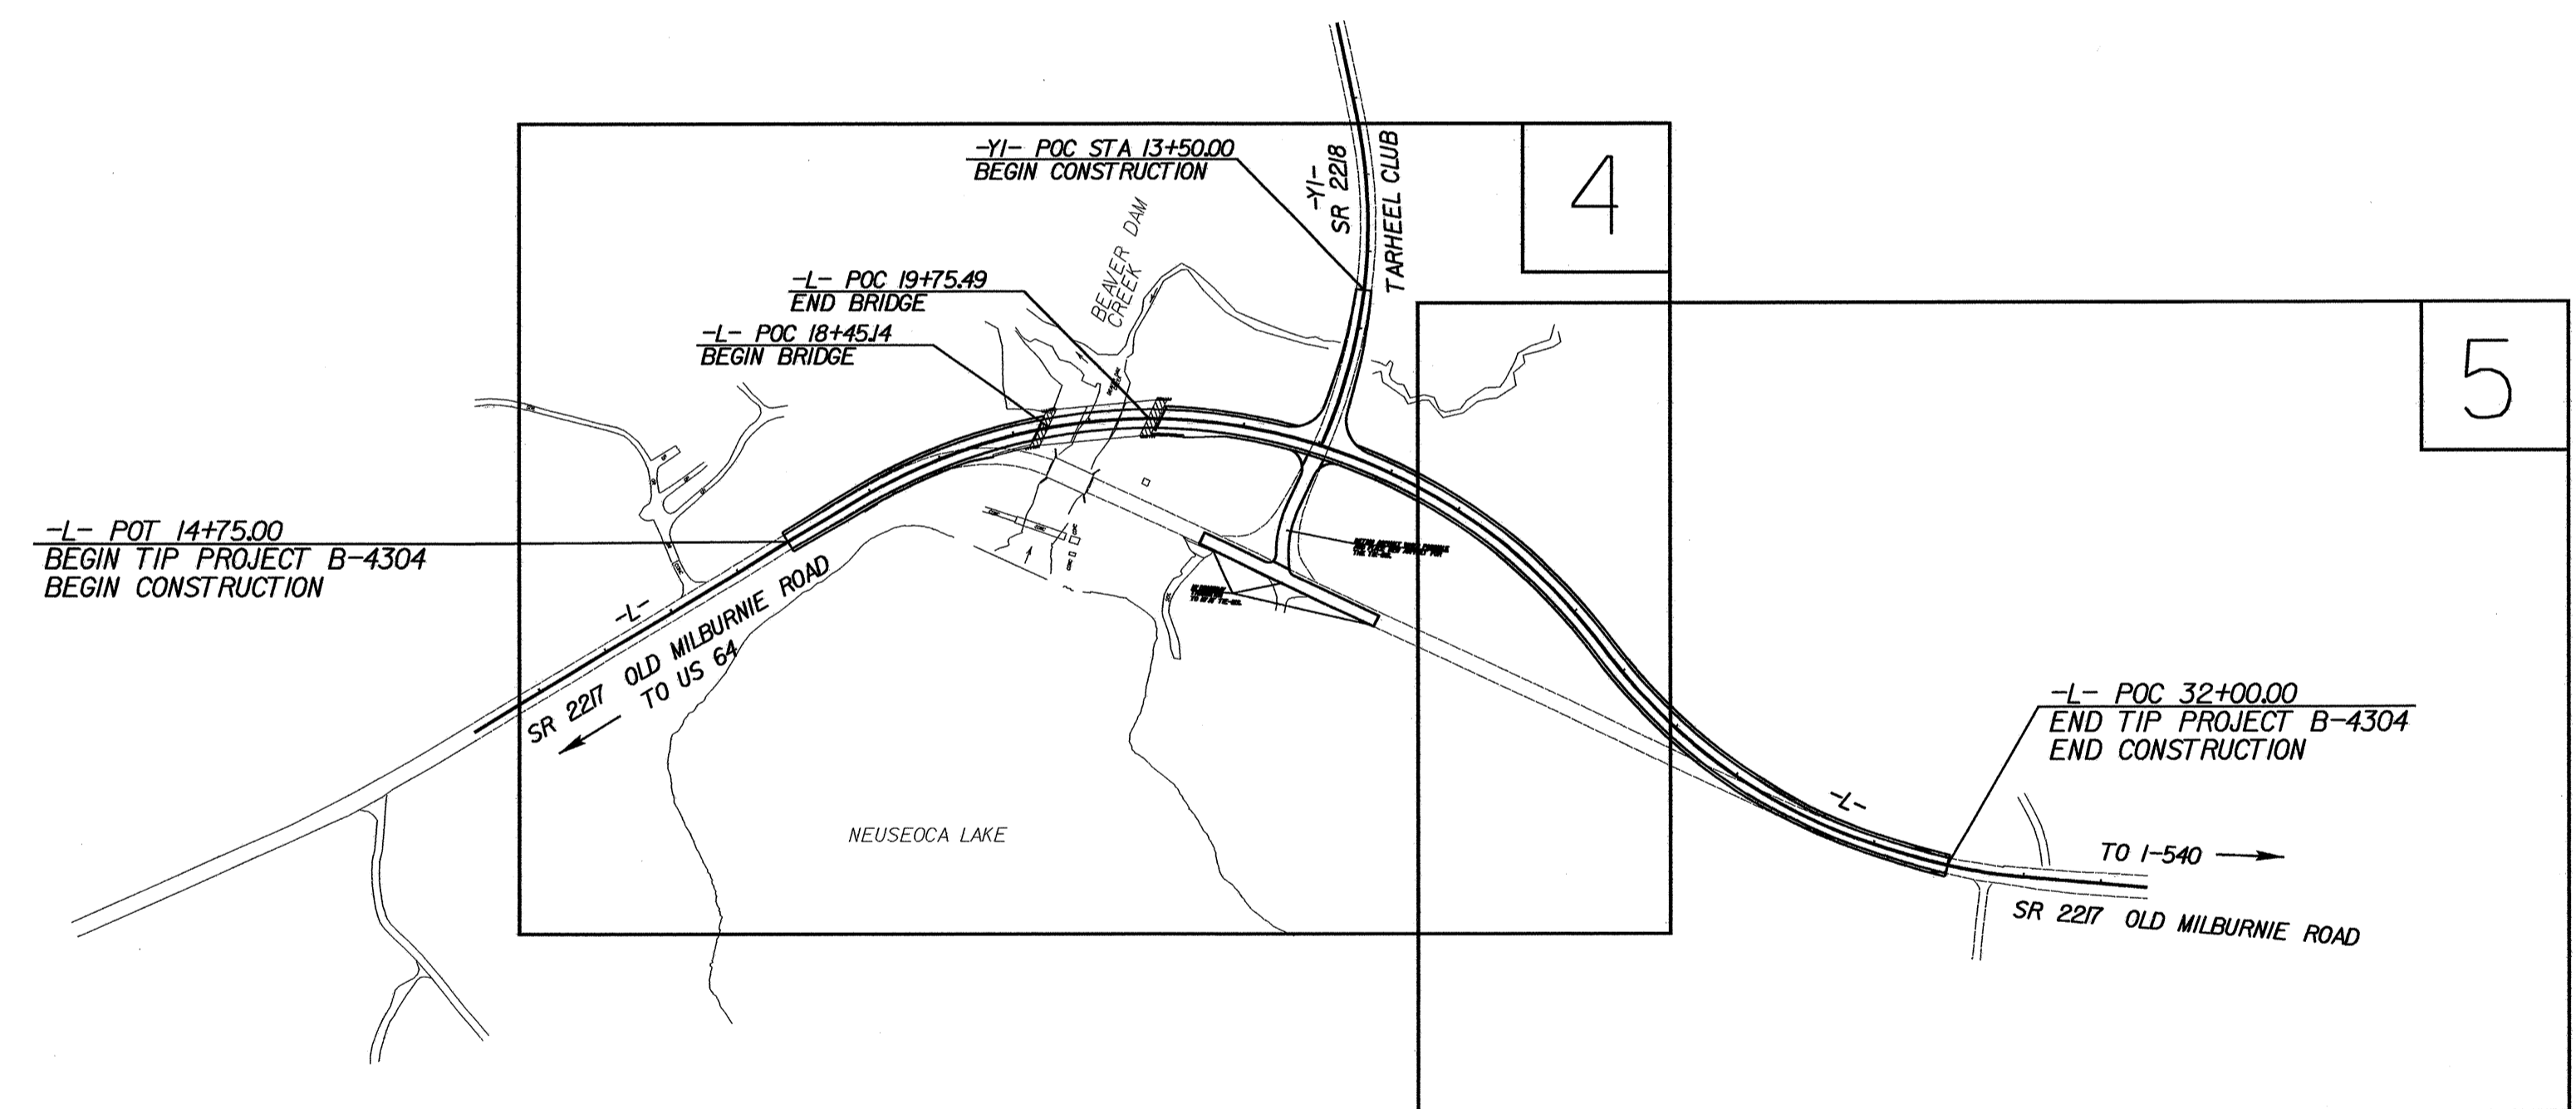 -Y1- POC STA 13+50.00
BEGIN CONSTRUCTION
-Y1-
SR 2218
TARHEEL CLUB
4
BEAVER DAM
CREEK
-L- POC 19+75.49
END BRIDGE
-L- POC 18+45.14
BEGIN BRIDGE
5
-L- POT 14+75.00
BEGIN TIP PROJECT B-4304
BEGIN CONSTRUCTION
-L-
SR 2217 OLD MILBURNIE ROAD
TO US 64
NEUSEOCA LAKE
-L- POC 32+00.00
END TIP PROJECT B-4304
END CONSTRUCTION
-L-
TO I-540
SR 2217 OLD MILBURNIE ROAD